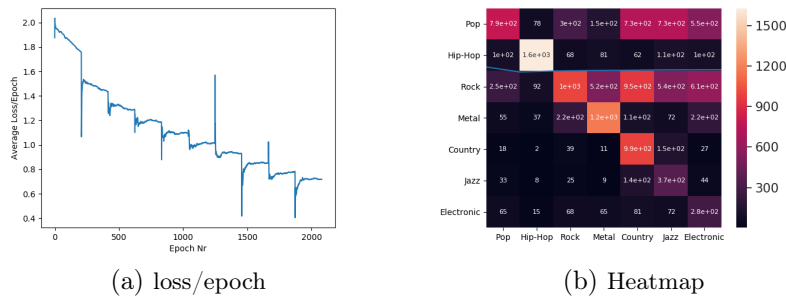 2.0
1.8
1.6
1.4
1.2
1.0
0.8
0.6
0.4
Average Loss/Epoch
0 500 1000 1500 2000
Epoch Nr
(a) loss/epoch
Pop 7.9e+02 78 3e+02 1.5e+02 7.3e+02 7.3e+02 5.5e+02
Hip-Hop 1e+02 1.6e+03 68 81 62 1.1e+02 1e+02
Rock 2.5e+02 92 1e+03 5.2e+02 9.5e+02 5.4e+02 6.1e+02
Metal 55 37 2.2e+02 1.2e+03 1.1e+02 72 2.2e+02
Country 18 2 39 11 9.9e+02 1.5e+02 27
Jazz 33 8 25 9 1.4e+02 3.7e+02 44
Electronic 65 15 68 65 81 72 2.8e+02
Pop Hip-Hop Rock Metal Country Jazz Electronic
1500
1200
900
600
300
(b) Heatmap